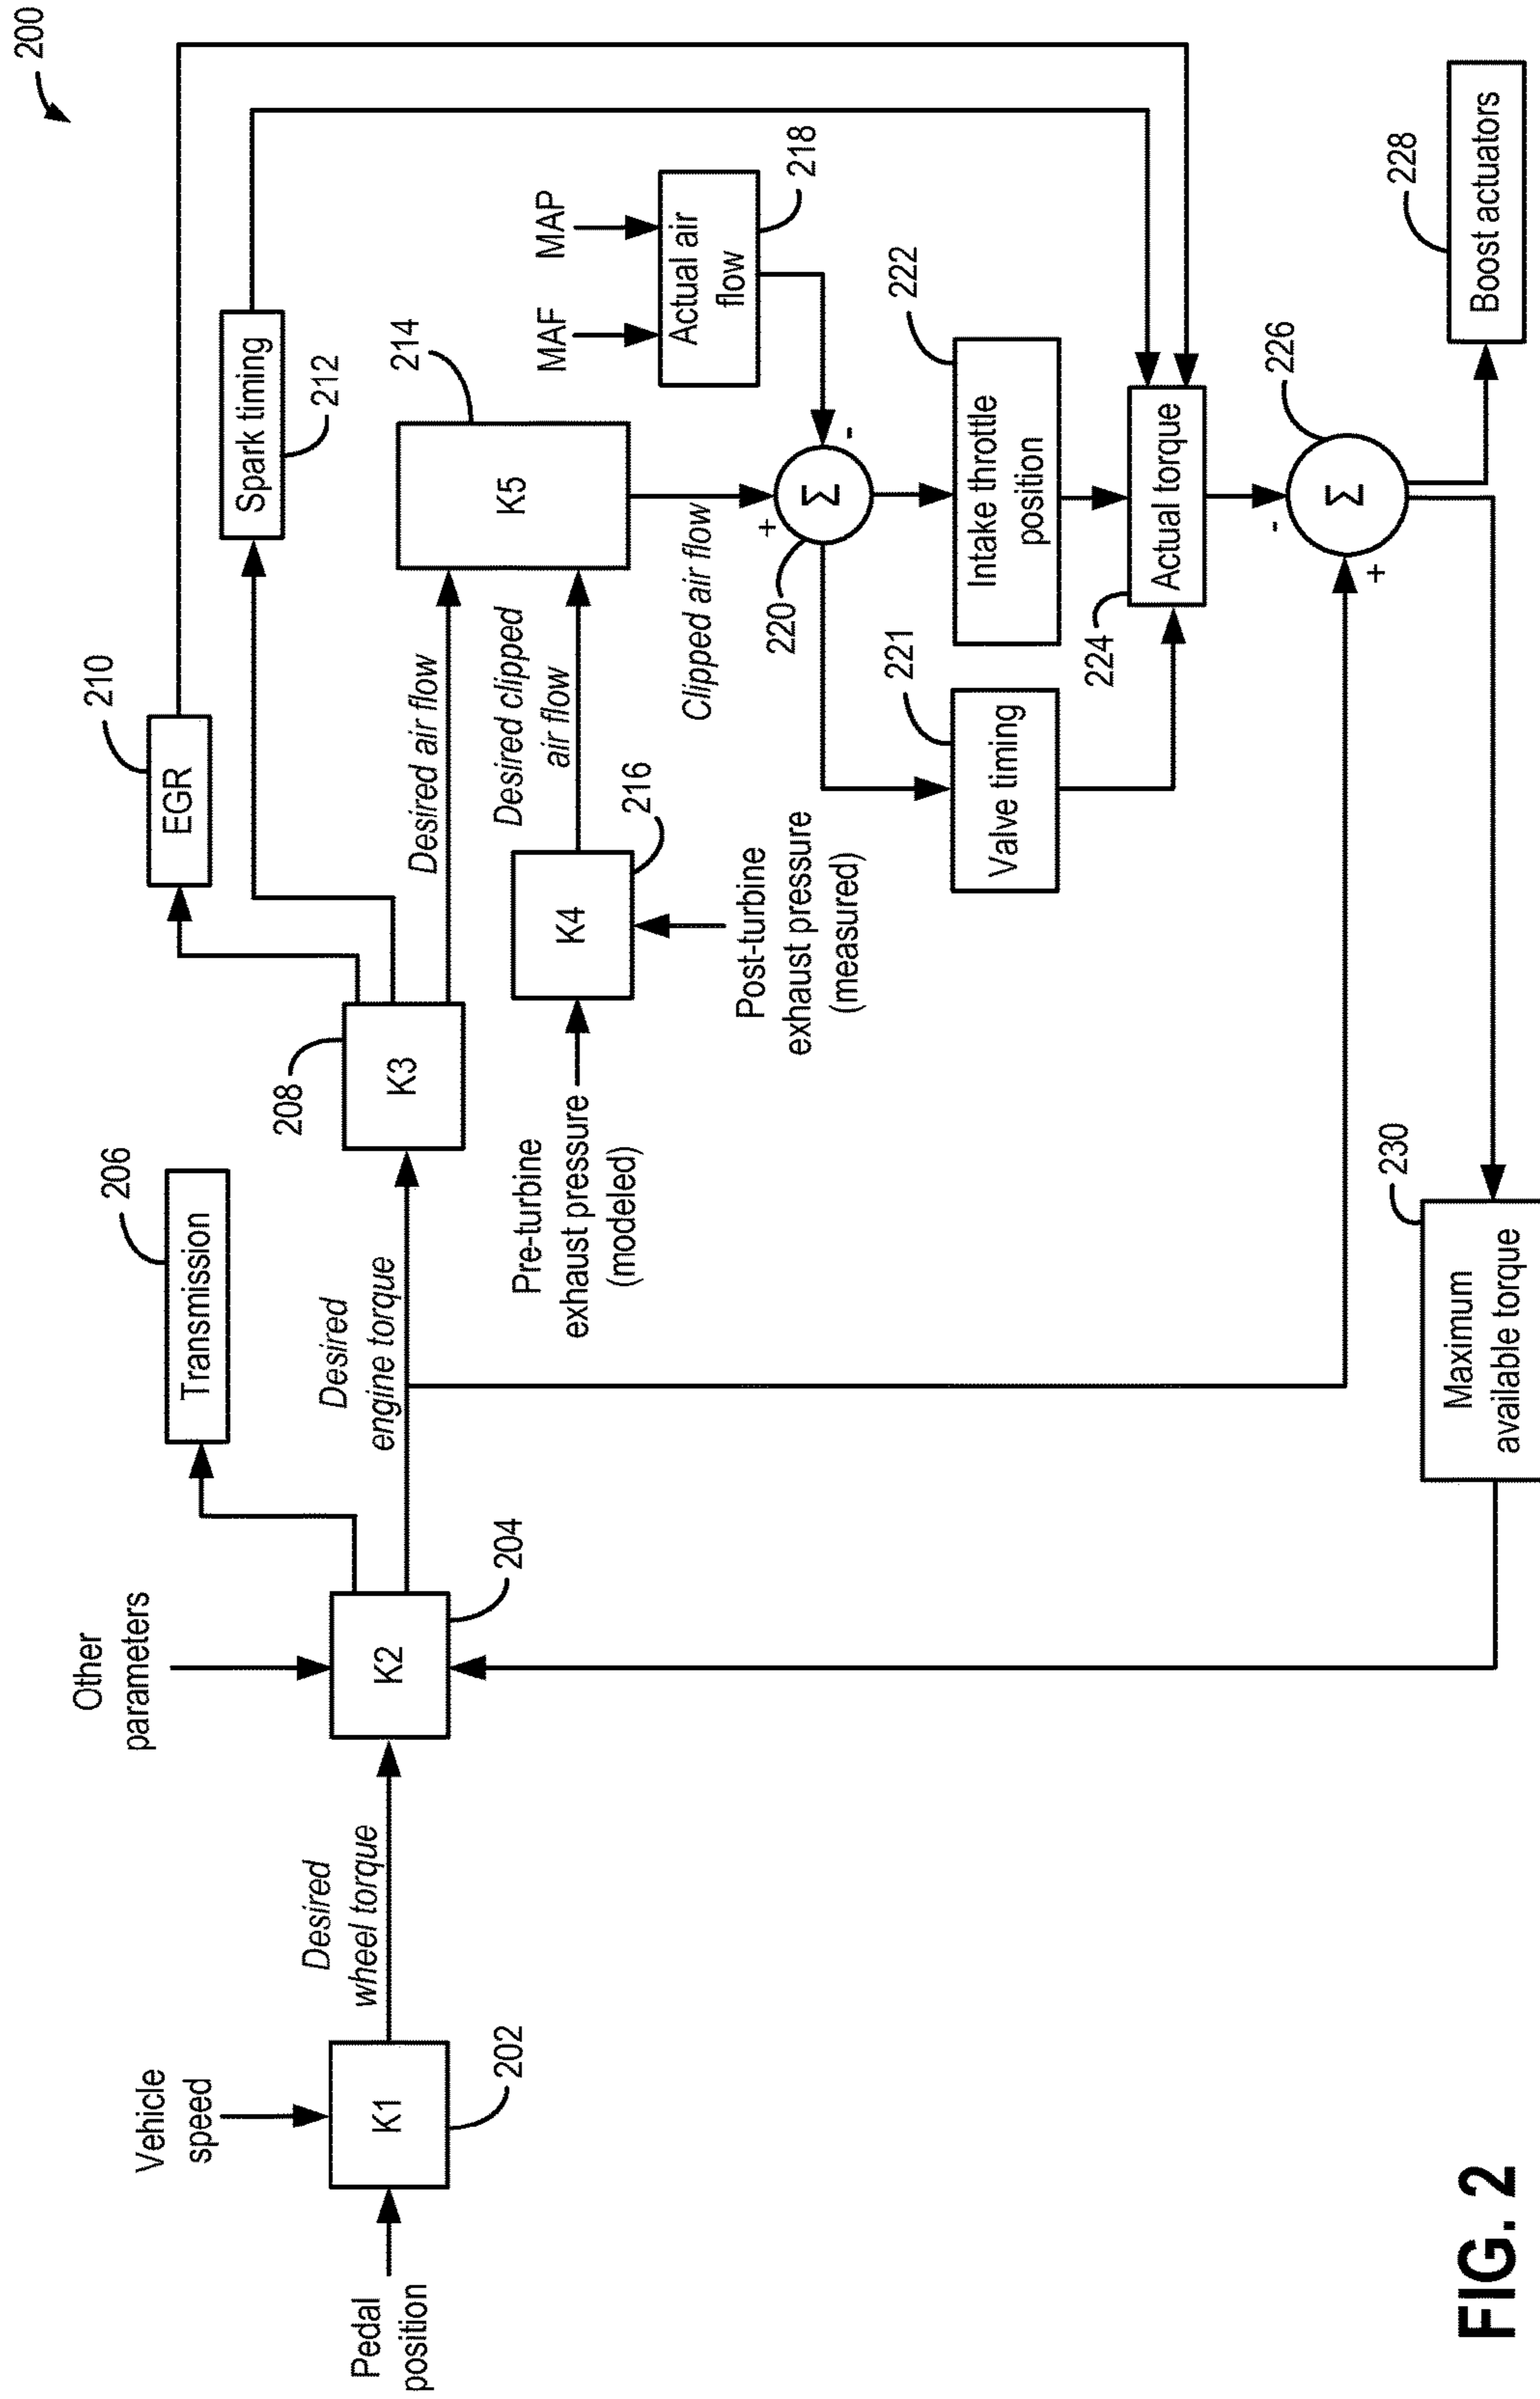 200
Pedal
position
Vehicle
speed
K1
202
Desired
wheel torque
Other
parameters
K2
204
Transmission
206
Desired
engine torque
K3
208
EGR
210
Spark timing
212
Desired air flow
Desired clipped
air flow
K5
214
Pre-turbine
exhaust pressure
(modeled)
K4
216
Post-turbine
exhaust pressure
(measured)
MAF
MAP
Actual air
flow
218
Clipped air flow
+
-
Σ
220
Valve timing
221
Intake throttle
position
222
Actual torque
224
-
+
Σ
226
Boost actuators
228
Maximum
available torque
230
FIG. 2